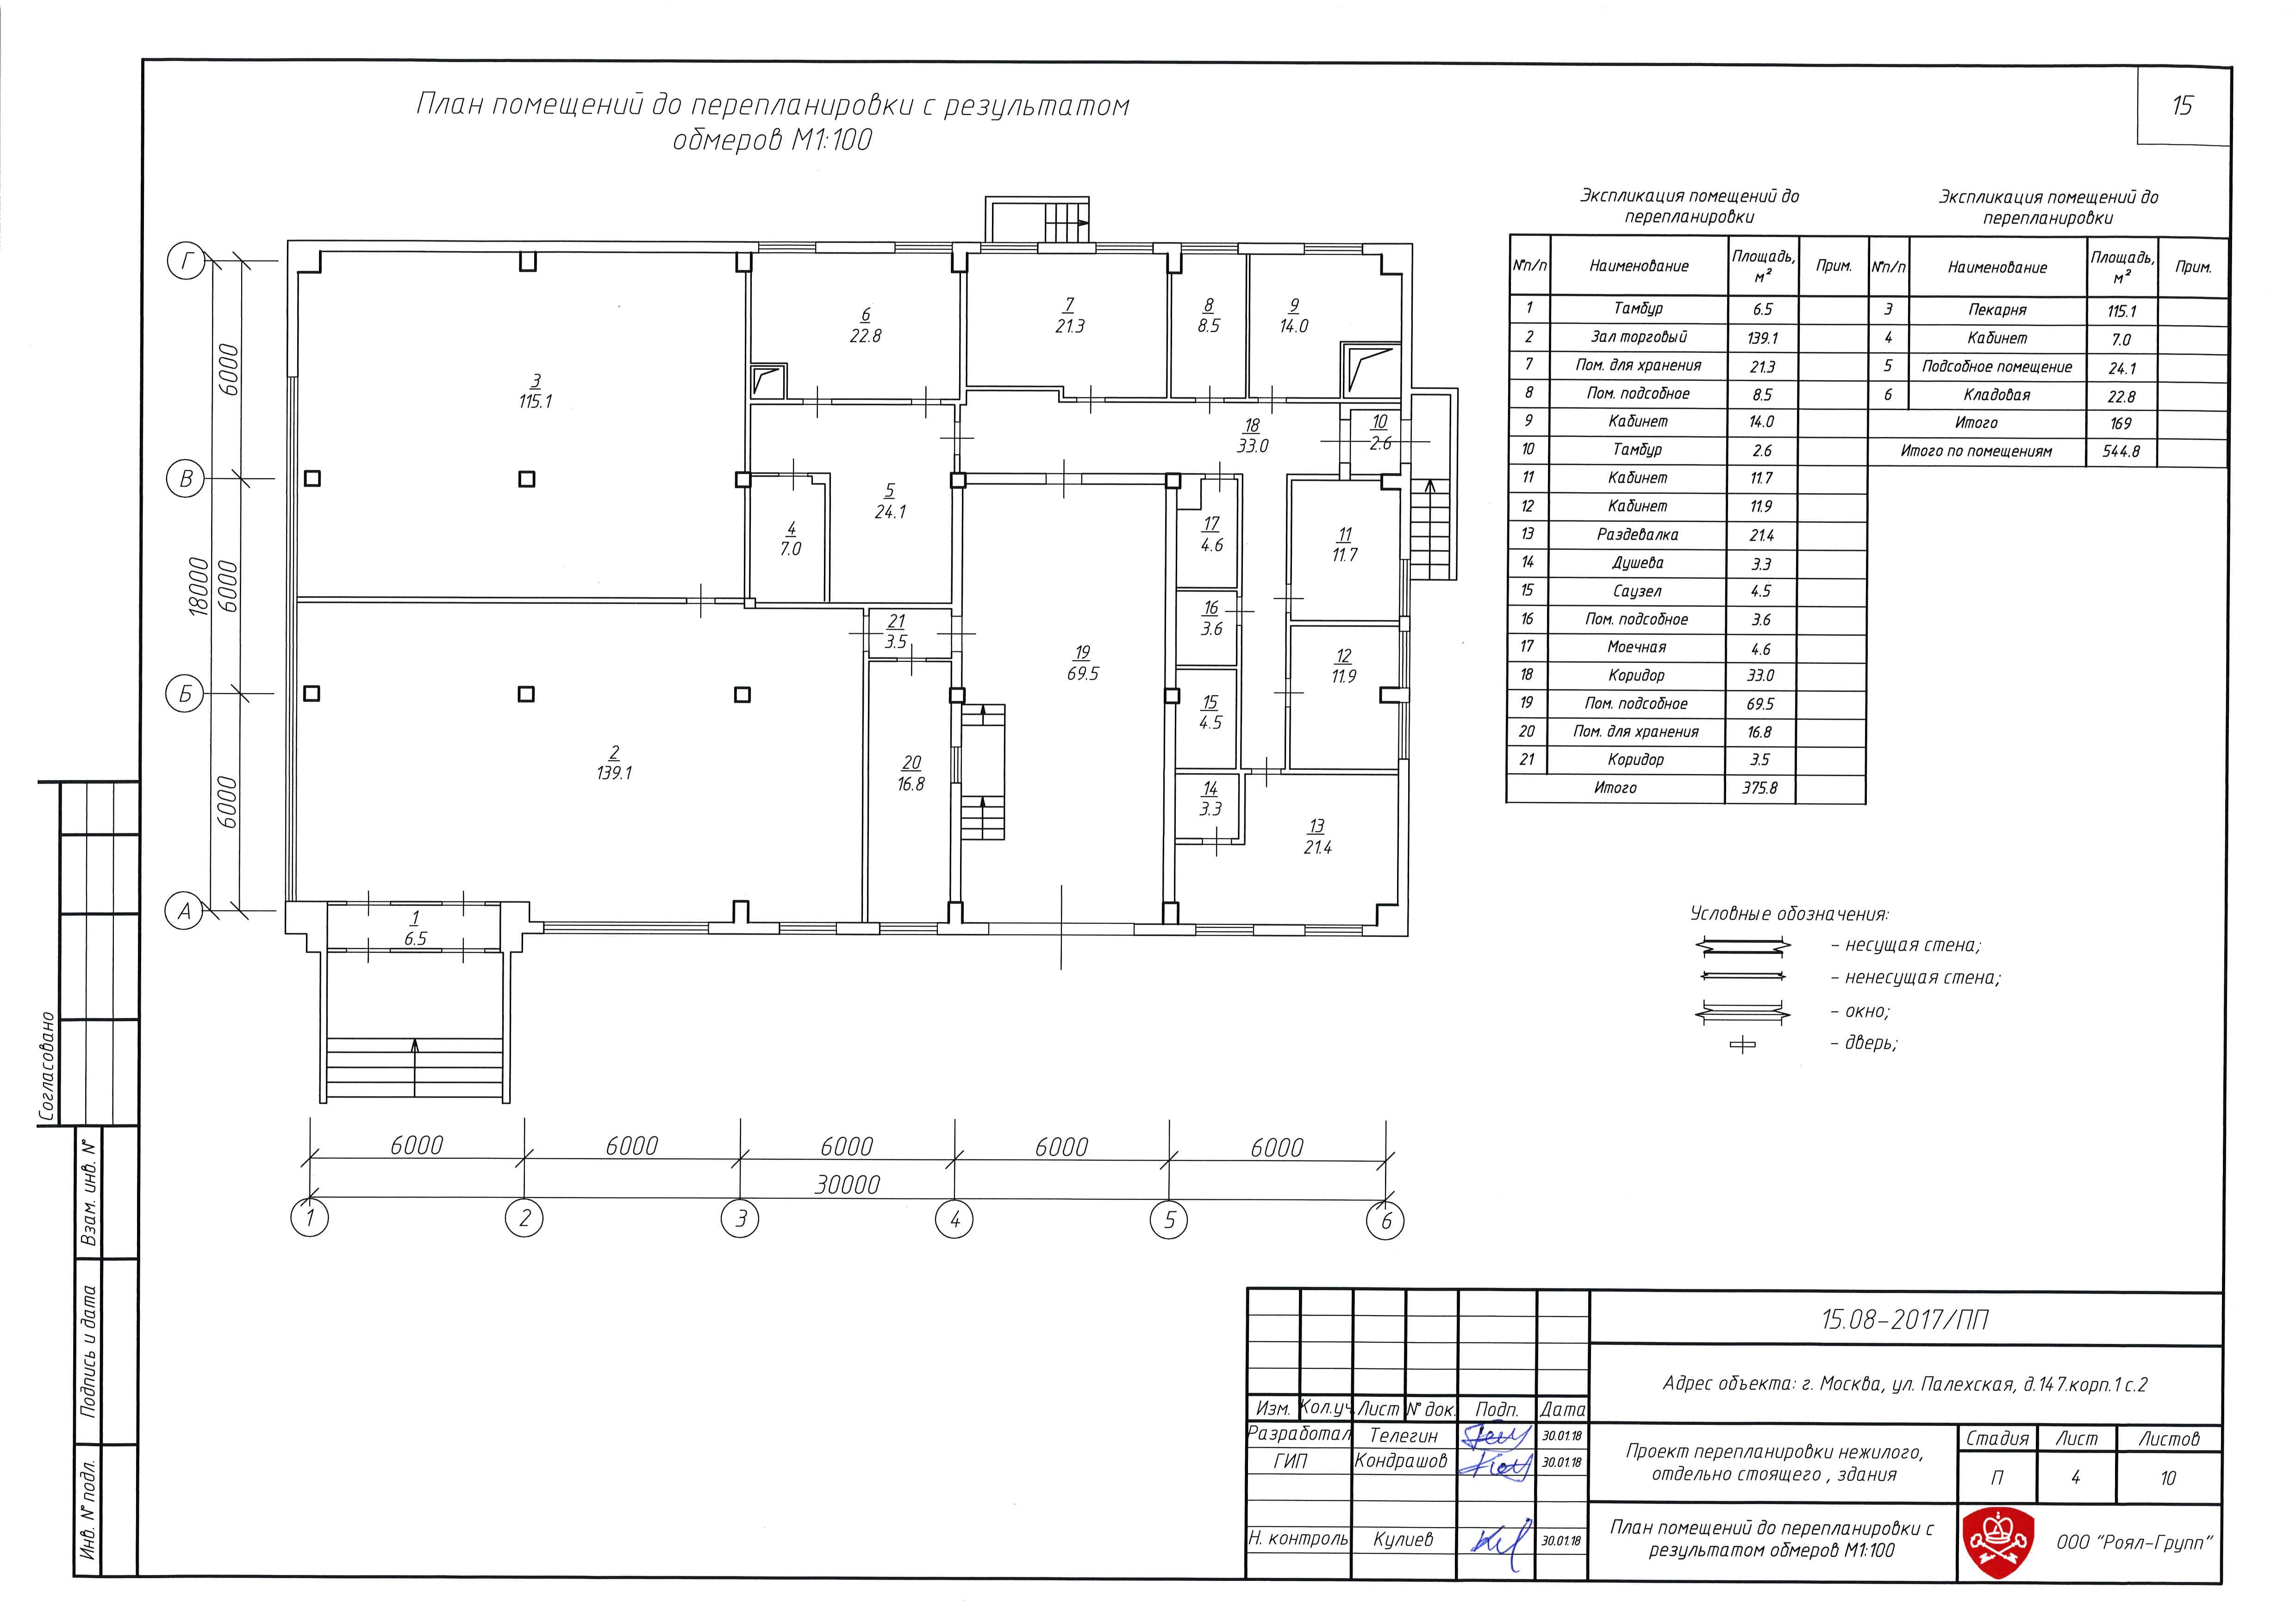 План помещений до перепланировки с результатом
обмеров М1:100
15
Экспликация помещений до
перепланировки
№п/п Наименование Площадь, м² Прим.
1 Тамбур 6.5
2 Зал торговый 139.1
7 Пом. для хранения 21.3
8 Пом. подсобное 8.5
9 Кабинет 14.0
10 Тамбур 2.6
11 Кабинет 11.7
12 Кабинет 11.9
13 Раздевалка 21.4
14 Душева 3.3
15 Саузел 4.5
16 Пом. подсобное 3.6
17 Моечная 4.6
18 Коридор 33.0
19 Пом. подсобное 69.5
20 Пом. для хранения 16.8
21 Коридор 3.5
Итого 375.8
Экспликация помещений до
перепланировки
№п/п Наименование Площадь, м² Прим.
3 Пекарня 115.1
4 Кабинет 7.0
5 Подсобное помещение 24.1
6 Кладовая 22.8
Итого 169
Итого по помещениям 544.8
Г
В
Б
А
6000
6000
6000
18000
3
115.1
6
22.8
7
21.3
8
8.5
9
14.0
18
33.0
10
2.6
5
24.1
4
7.0
17
4.6
11
11.7
16
3.6
21
3.5
19
69.5
12
11.9
15
4.5
2
139.1
20
16.8
14
3.3
13
21.4
1
6.5
6000 6000 6000 6000 6000
30000
1 2 3 4 5 6
Условные обозначения:
- несущая стена;
- ненесущая стена;
- окно;
- дверь;
Согласовано
Взам. инв. №
Подпись и дата
Инв. № подл.
15.08-2017/ПП
Адрес объекта: г. Москва, ул. Палехская, д.147.корп.1 с.2
Изм. Кол.уч. Лист № док. Подп. Дата
Разработал Телегин 30.01.18
ГИП Кондрашов 30.01.18
Н. контроль Кулиев 30.01.18
Проект перепланировки нежилого,
отдельно стоящего , здания
Стадия Лист Листов
П 4 10
План помещений до перепланировки с
результатом обмеров М1:100
ООО "Роял-Групп"